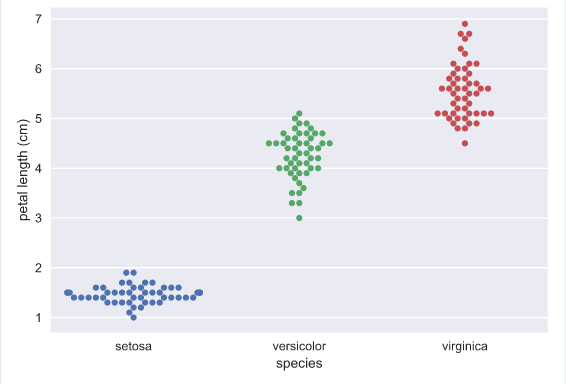 7
6
5
4
3
2
1
petal length (cm)
setosa versicolor virginica
species